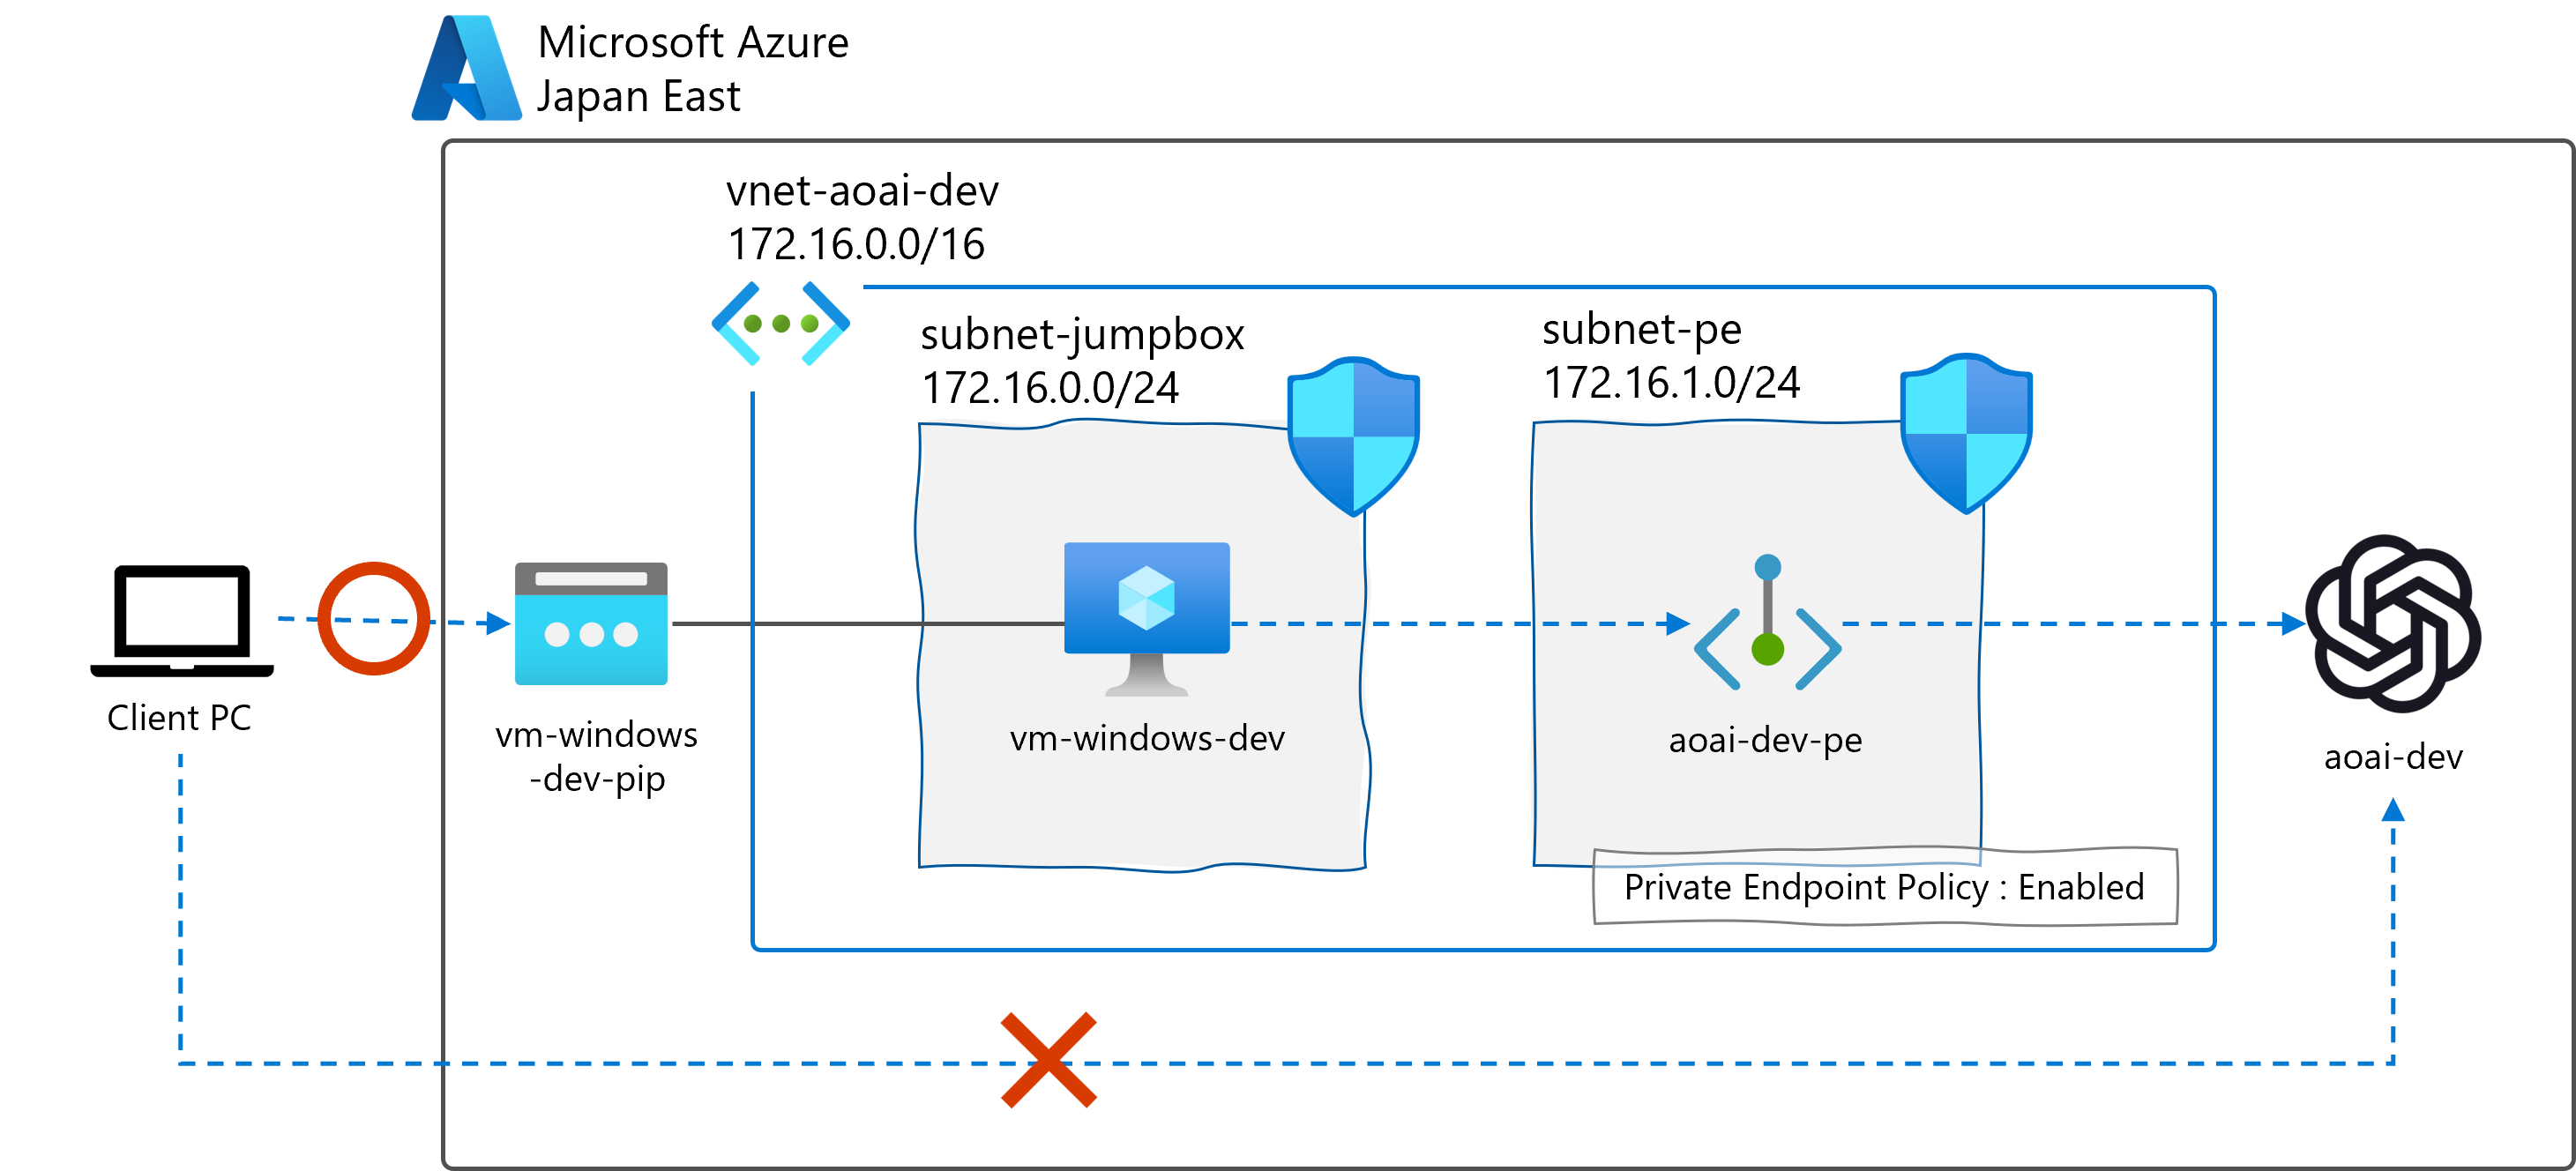 Microsoft Azure
Japan East
vnet-aoai-dev
172.16.0.0/16
subnet-jumpbox
172.16.0.0/24
subnet-pe
172.16.1.0/24
Client PC
vm-windows
-dev-pip
vm-windows-dev
aoai-dev-pe
aoai-dev
Private Endpoint Policy : Enabled